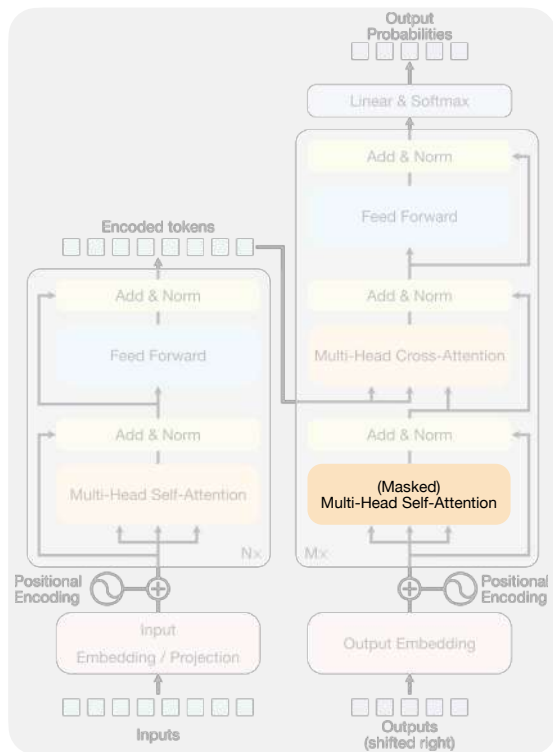 Output
Probabilities
Linear & Softmax
Add & Norm
Feed Forward
Add & Norm
Multi-Head Cross-Attention
Add & Norm
(Masked)
Multi-Head Self-Attention
M×
Positional
Encoding
Output Embedding
Outputs
(shifted right)
Encoded tokens
Add & Norm
Feed Forward
Add & Norm
Multi-Head Self-Attention
N×
Positional
Encoding
Input
Embedding / Projection
Inputs